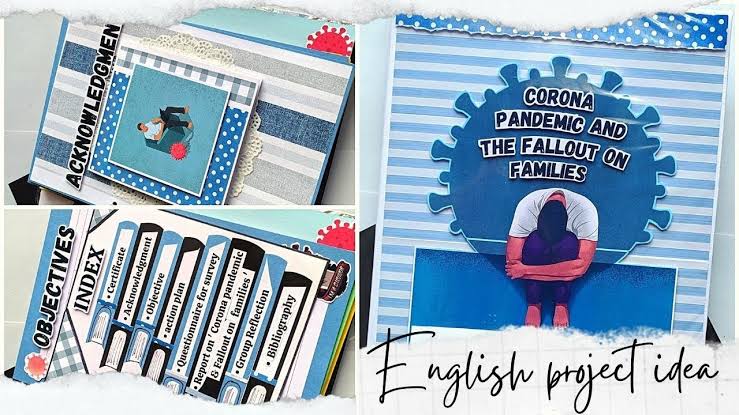 ACKNOWLEDGMEN
OBJECTIVES
INDEX
• Certificate
• Acknowledgment
• Objective
• action plan
• Questionnaire for survey
• Report on ' Corona pandemic
& Fallout on families '
• Group Reflection
• Bibliography
CORONA
PANDEMIC AND
THE FALLOUT ON
FAMILIES
English project idea